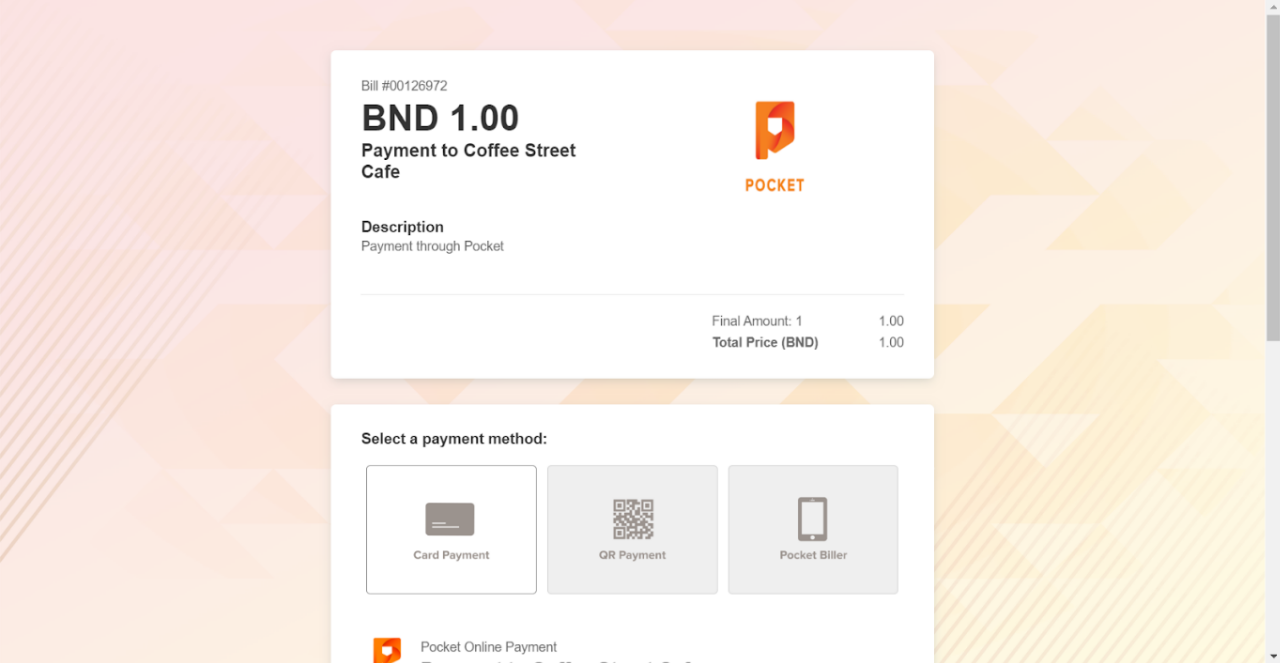 Bill #00126972
BND 1.00
Payment to Coffee Street
Cafe
POCKET
Description
Payment through Pocket
Final Amount: 1 1.00
Total Price (BND) 1.00
Select a payment method:
Card Payment
QR Payment
Pocket Biller
Pocket Online Payment